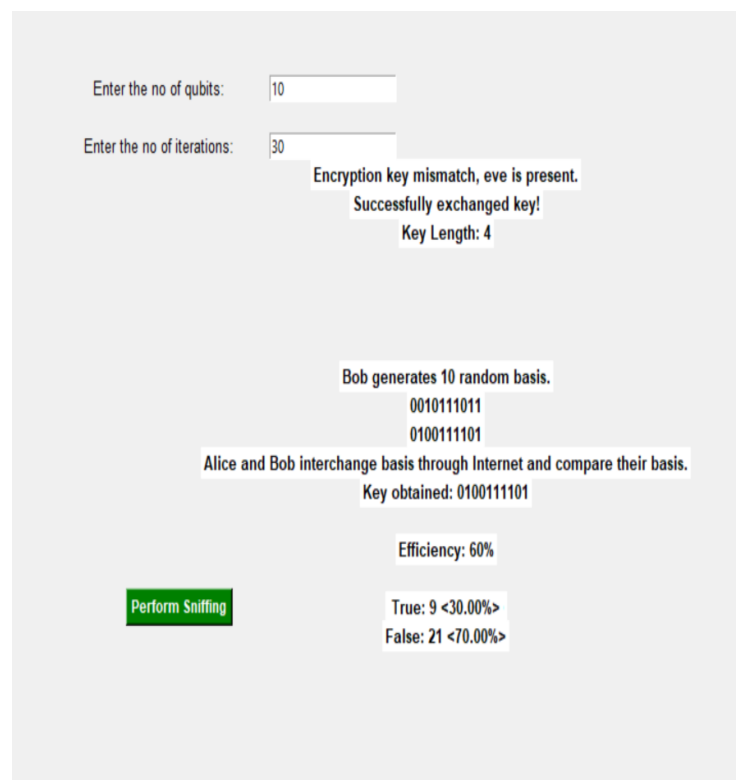 Enter the no of qubits: 10
Enter the no of iterations: 30
Encryption key mismatch, eve is present.
Successfully exchanged key!
Key Length: 4
Bob generates 10 random basis.
0010111011
0100111101
Alice and Bob interchange basis through Internet and compare their basis.
Key obtained: 0100111101
Efficiency: 60%
Perform Sniffing
True: 9 <30.00%>
False: 21 <70.00%>